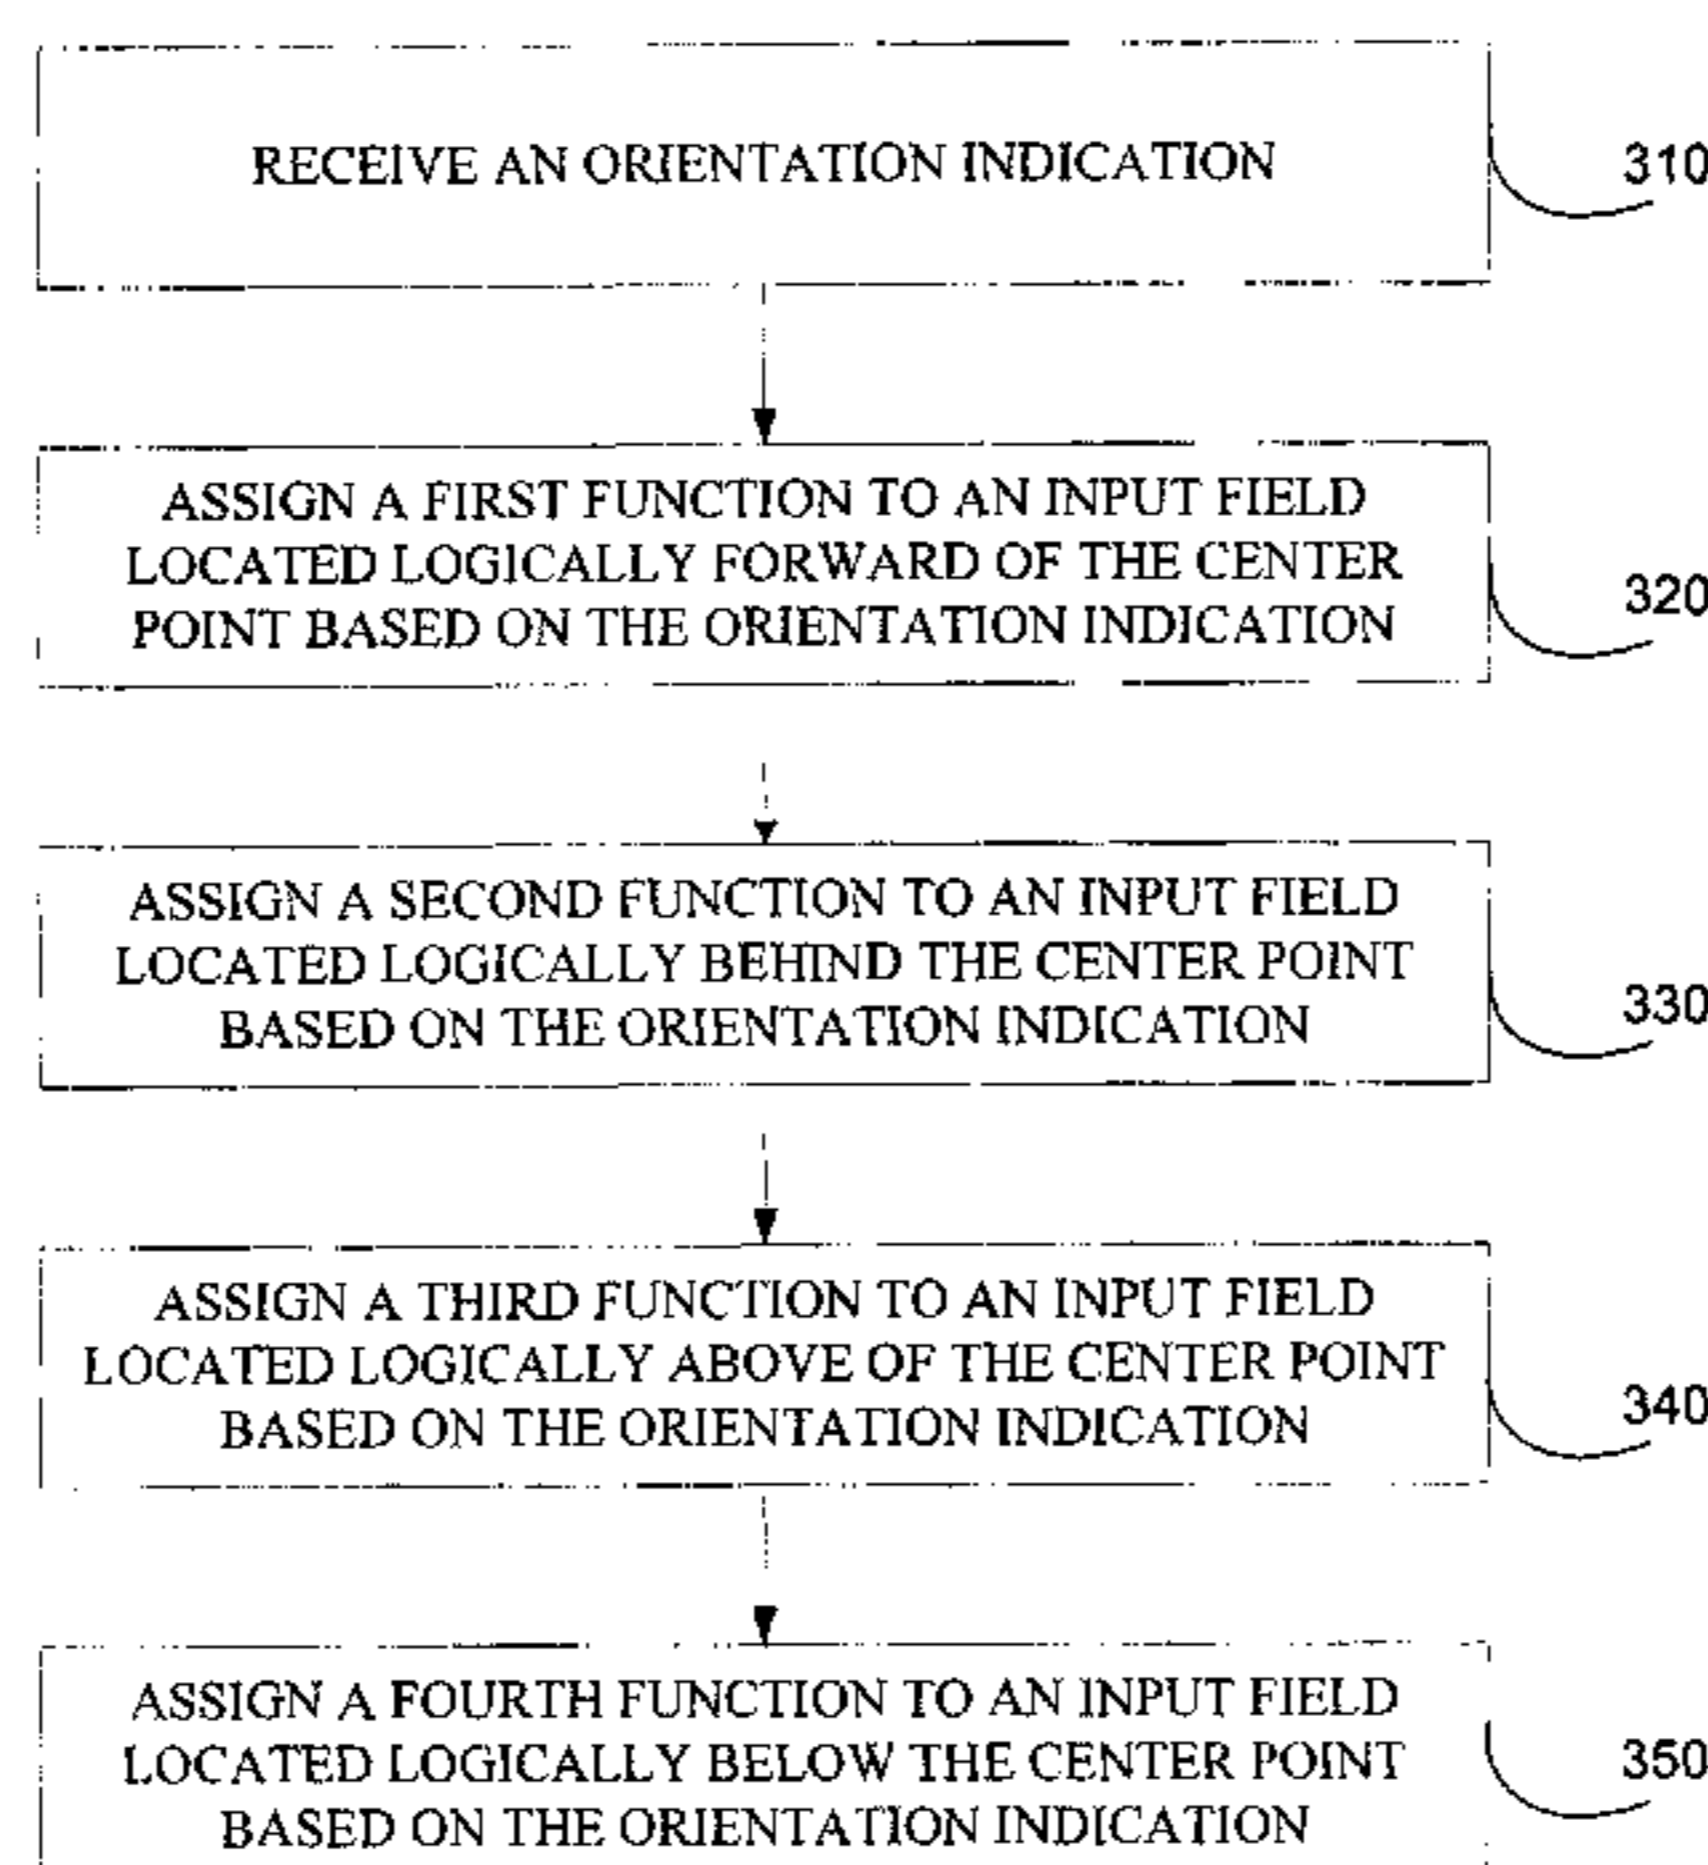 RECEIVE AN ORIENTATION INDICATION
310
ASSIGN A FIRST FUNCTION TO AN INPUT FIELD
LOCATED LOGICALLY FORWARD OF THE CENTER
POINT BASED ON THE ORIENTATION INDICATION
320
ASSIGN A SECOND FUNCTION TO AN INPUT FIELD
LOCATED LOGICALLY BEHIND THE CENTER POINT
BASED ON THE ORIENTATION INDICATION
330
ASSIGN A THIRD FUNCTION TO AN INPUT FIELD
LOCATED LOGICALLY ABOVE OF THE CENTER POINT
BASED ON THE ORIENTATION INDICATION
340
ASSIGN A FOURTH FUNCTION TO AN INPUT FIELD
LOCATED LOGICALLY BELOW THE CENTER POINT
BASED ON THE ORIENTATION INDICATION
350